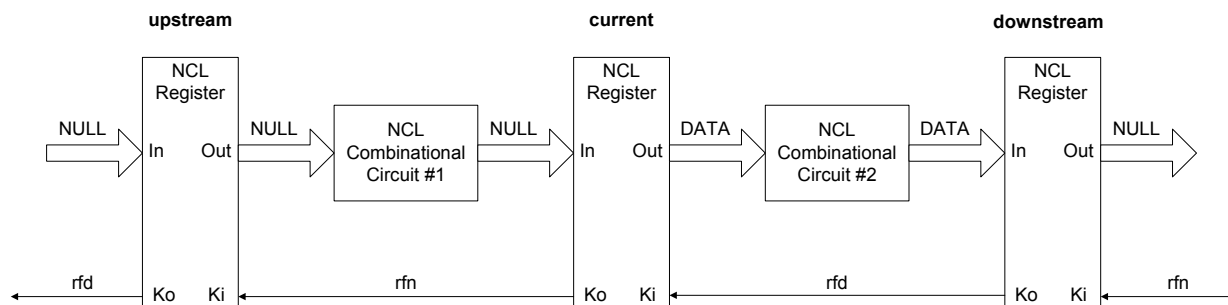 upstream
current
downstream
NCL
Register
NCL
Register
NCL
Register
NULL
NULL
NCL
Combinational
Circuit #1
NULL
DATA
NCL
Combinational
Circuit #2
DATA
NULL
In Out
In Out
In Out
rfd
rfn
rfd
rfn
Ko Ki
Ko Ki
Ko Ki